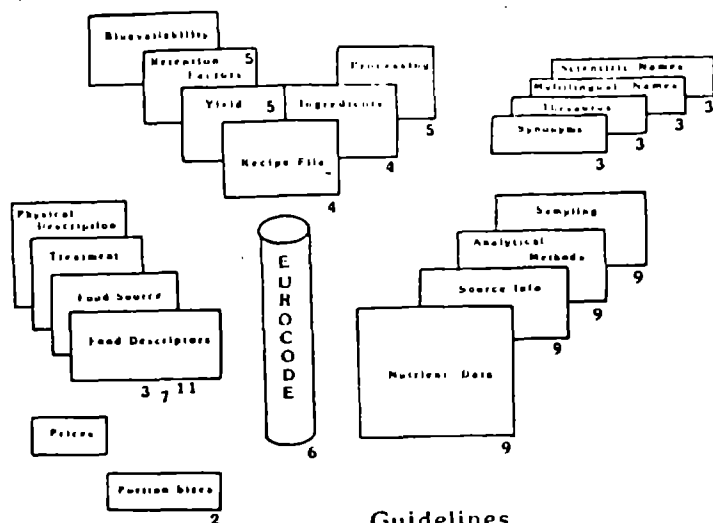 Bioavailability
Retention 5
Factors
Processing
5
Yield 5
Ingredients
4
Recipe File
4
Scientific Names
3
Multilingual Names
3
Thesaurus
3
Synonyms
3
Physical
Description
Treatment
Food Source
Food Descriptors
3 7 11
EUROCODE
6
Sampling
9
Analytical
Methods
9
Source Info
9
Nutrient Data
9
Prices
Portion Sizes
2
Guidelines